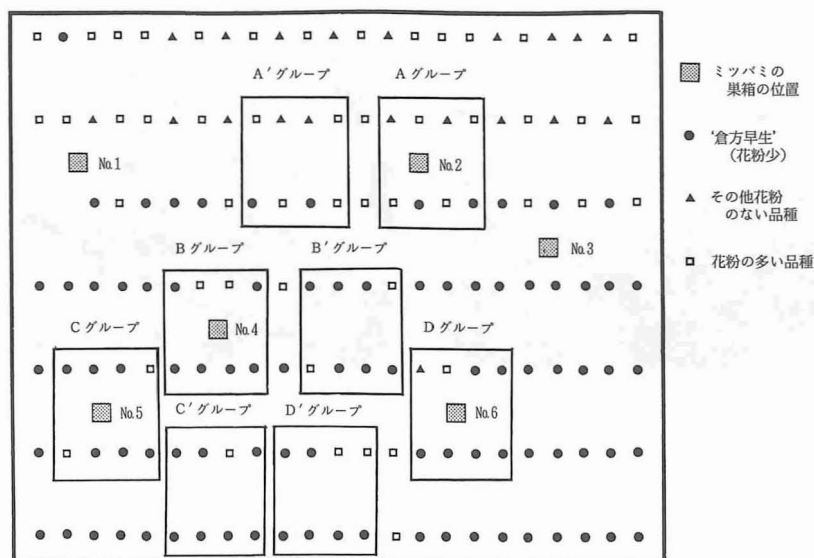 A′グループ
Aグループ
No.1
No.2
Bグループ
B′グループ
No.3
Cグループ
No.4
Dグループ
No.5
C′グループ
D′グループ
No.6
ミツバミの
巣箱の位置
‘倉方早生’
(花粉少)
その他花粉
のない品種
花粉の多い品種